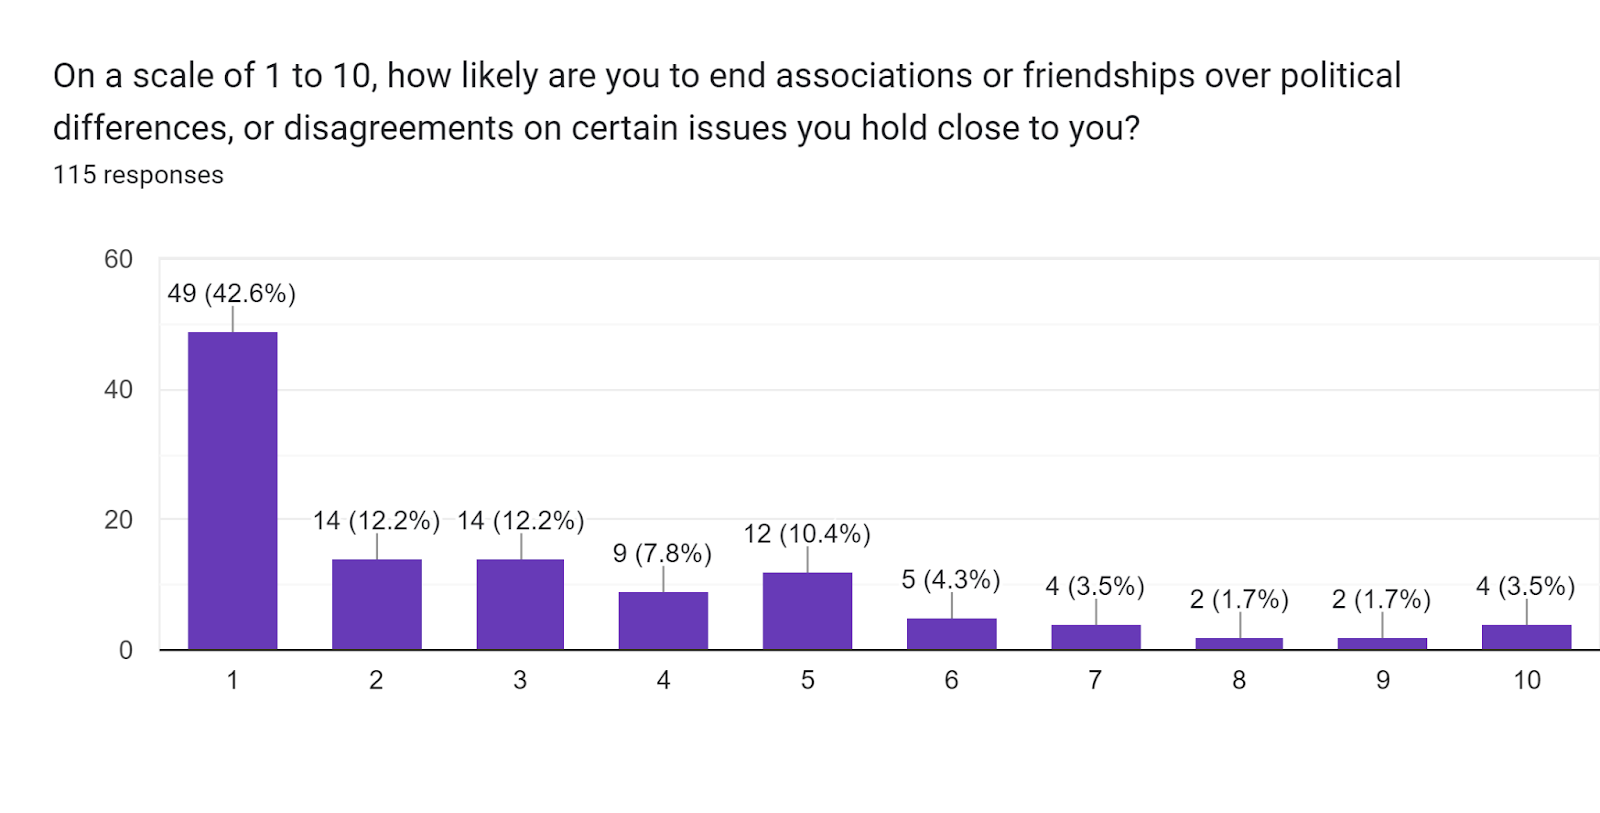 On a scale of 1 to 10, how likely are you to end associations or friendships over political
differences, or disagreements on certain issues you hold close to you?
115 responses
60
49 (42.6%)
40
20
14 (12.2%) 14 (12.2%)
12 (10.4%)
9 (7.8%)
5 (4.3%)
4 (3.5%)
2 (1.7%)
2 (1.7%)
4 (3.5%)
0
1 2 3 4 5 6 7 8 9 10